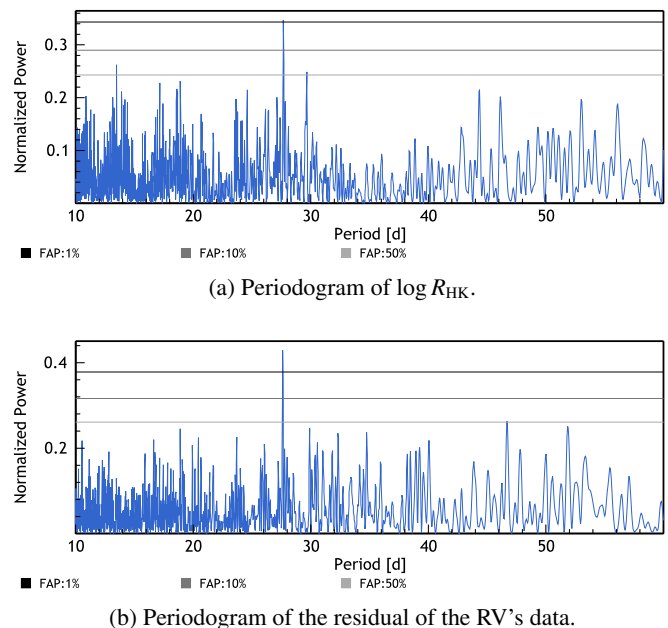 Normalized Power
0.3
0.2
0.1
10 20 30 40 50
Period [d]
FAP:1% FAP:10% FAP:50%
(a) Periodogram of log R_HK.
Normalized Power
0.4
0.2
10 20 30 40 50
Period [d]
FAP:1% FAP:10% FAP:50%
(b) Periodogram of the residual of the RV's data.